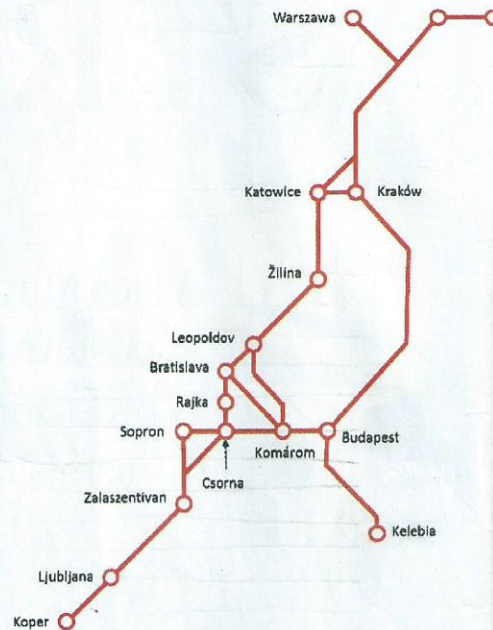 Warszawa
Katowice
Kraków
Žilina
Leopoldov
Bratislava
Rajka
Sopron
Komárom
Budapest
Csorna
Zalaszentivan
Kelebia
Ljubljana
Koper